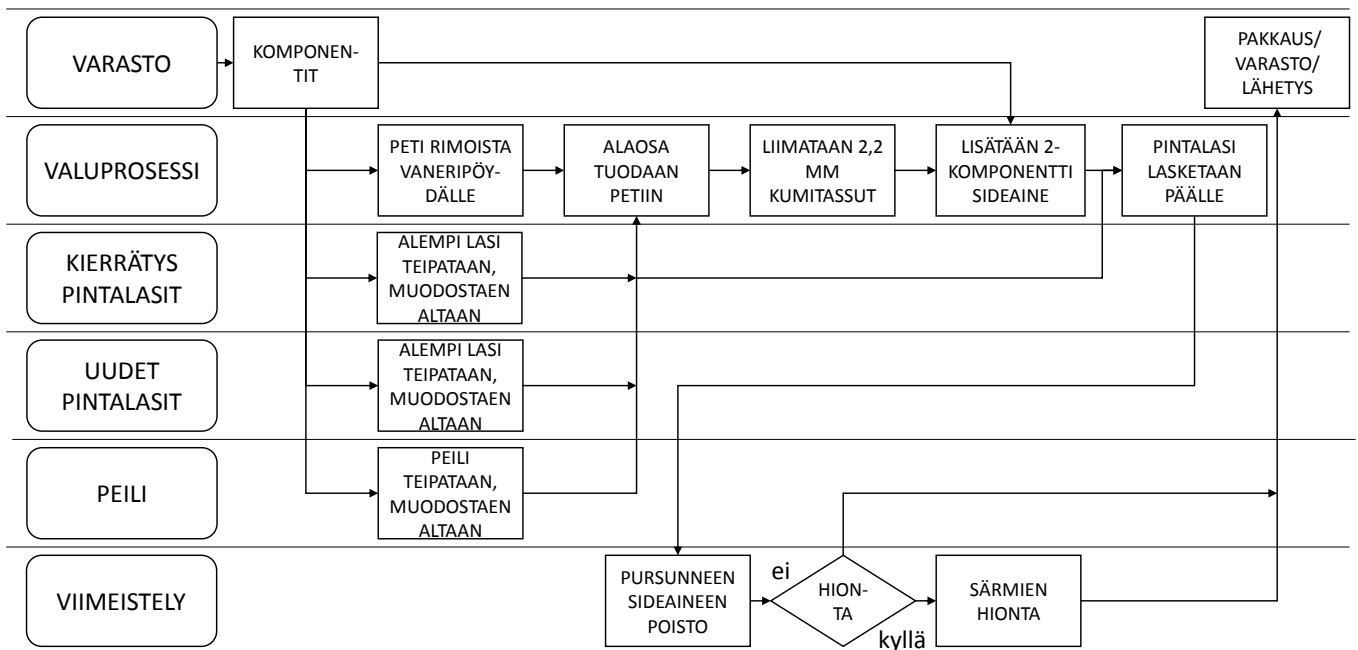 VARASTO
KOMPONEN-
TIT
PAKKAUS/
VARASTO/
LÄHETYS
VALUPROSESSI
PETI RIMOISTA
VANERIPÖY-
DÄLLE
ALAOSA
TUODAAN
PETIIN
LIIMATAAN 2,2
MM
KUMITASSUT
LISÄTÄÄN 2-
KOMPONENTTI
SIDEAINE
PINTALASI
LASKETAAN
PÄÄLLE
KIERRÄTYS
PINTALASIT
ALEMPI LASI
TEIPATAAN,
MUODOSTAEN
ALTAAN
UUDET
PINTALASIT
ALEMPI LASI
TEIPATAAN,
MUODOSTAEN
ALTAAN
PEILI
PEILI
TEIPATAAN,
MUODOSTAEN
ALTAAN
VIIMEISTELY
PURSUNNEEN
SIDEAINEEN
POISTO
ei
HION-
TA
kyllä
SÄRMIEN
HIONTA